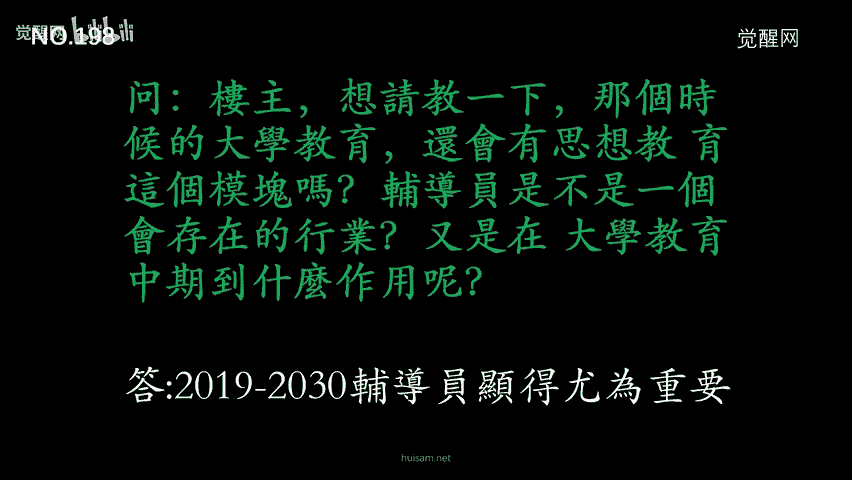 觉醒网 bilibili
NO.198
觉醒网
问：樓主，想請教一下，那個時
候的大學教育，還會有思想教 育
這個模塊嗎？輔導員是不是一個
會存在的行業？又是在 大學教育
中期到什麼作用呢？
答:2019-2030輔導員顯得尤為重要
huisam.net